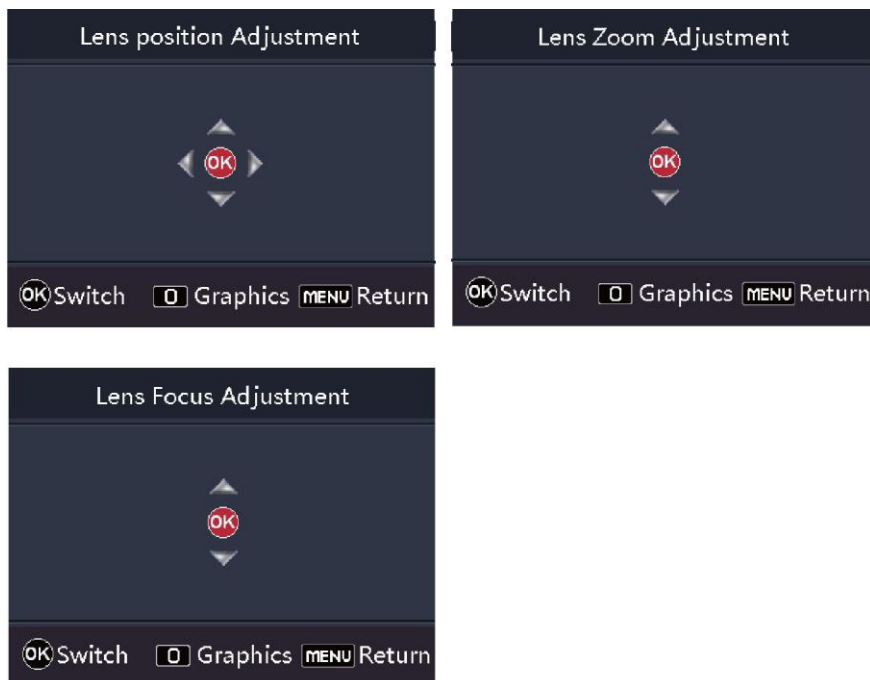 Lens position Adjustment
OK
OK Switch 0 Graphics MENU Return
Lens Zoom Adjustment
OK
OK Switch 0 Graphics MENU Return
Lens Focus Adjustment
OK
OK Switch 0 Graphics MENU Return